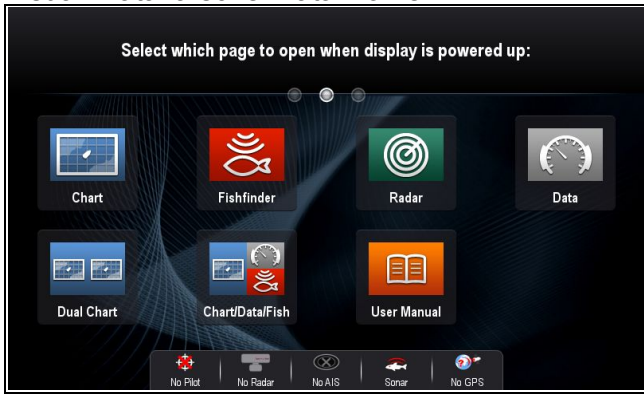 Select which page to open when display is powered up:
Chart
Fishfinder
Radar
Data
Dual Chart
Chart/Data/Fish
User Manual
No Pilot
No Radar
No AIS
Sonar
No GPS